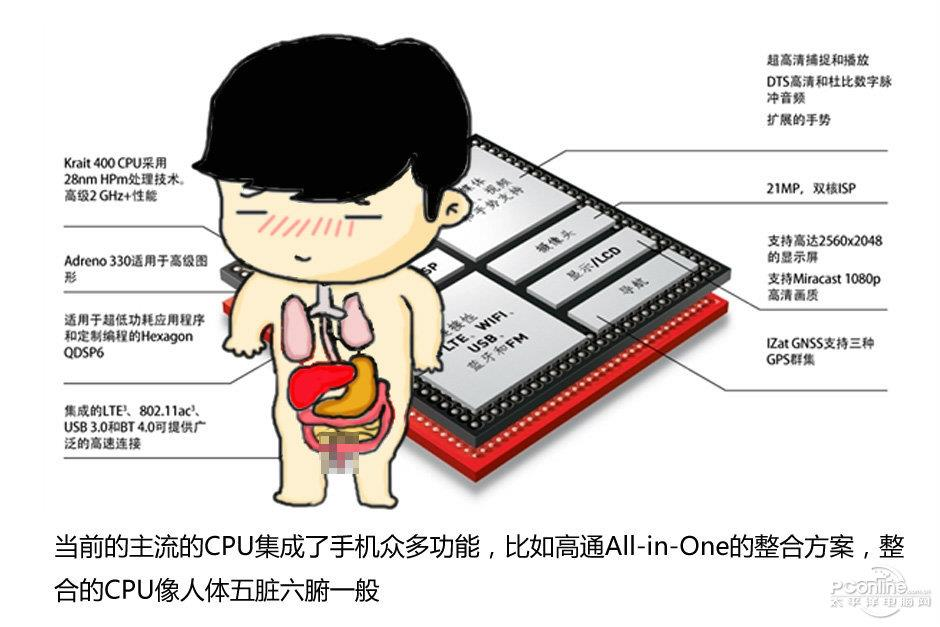 Krait 400 CPU采用
28nm HPm处理技术。
高级2 GHz+性能
Adreno 330适用于高级图
形
适用于超低功耗应用程序
和定制编程的Hexagon
QDSP6
集成的LTE³、802.11ac³、
USB 3.0和BT 4.0可提供广
泛的高速连接
媒体
视频
和手势支持
SP
摄像头
显示/LCD
导航
连接性
LTE、WIFI、
USB、
蓝牙和FM
超高清捕捉和播放
DTS高清和杜比数字脉
冲音频
扩展的手势
21MP，双核ISP
支持高达2560x2048
的显示屏
支持Miracast 1080p
高清画质
IZat GNSS支持三种
GPS群集
当前的主流的CPU集成了手机众多功能，比如高通All-in-One的整合方案，整
合的CPU像人体五脏六腑一般
PConline.com.cn
太平洋电脑网